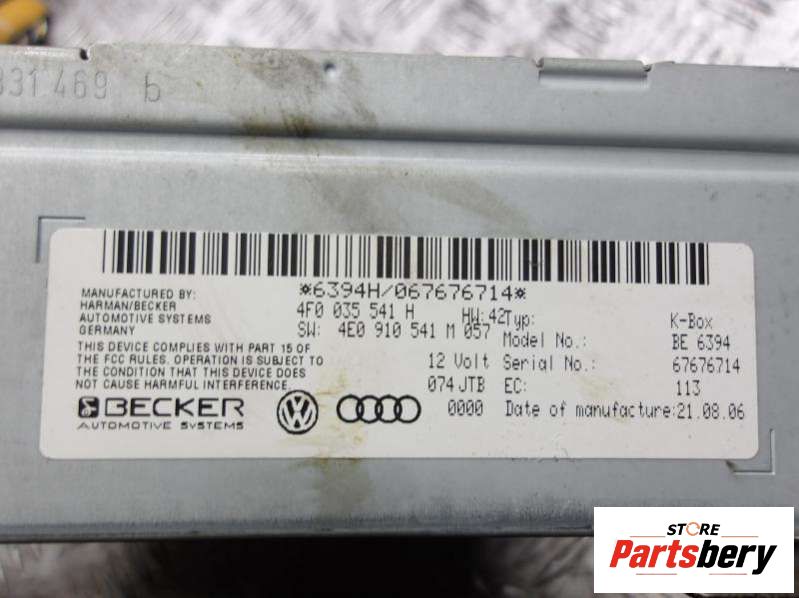 331 469 b
*6394H/067676714*
MANUFACTURED BY:
HARMAN/BECKER
AUTOMOTIVE SYSTEMS
GERMANY
4F0 035 541 H HW:42
SW: 4E0 910 541 M 057
THIS DEVICE COMPLIES WITH PART 15 OF
THE FCC RULES. OPERATION IS SUBJECT TO
THE CONDITION THAT THIS DEVICE DOES
NOT CAUSE HARMFUL INTERFERENCE.
12 Volt
074 JTB
0000
Typ: K-Box
Model No.: BE 6394
Serial No.: 67676714
EC: 113
Date of manufacture:21.08.06
BECKER
AUTOMOTIVE SYSTEMS
STORE
Partsbery